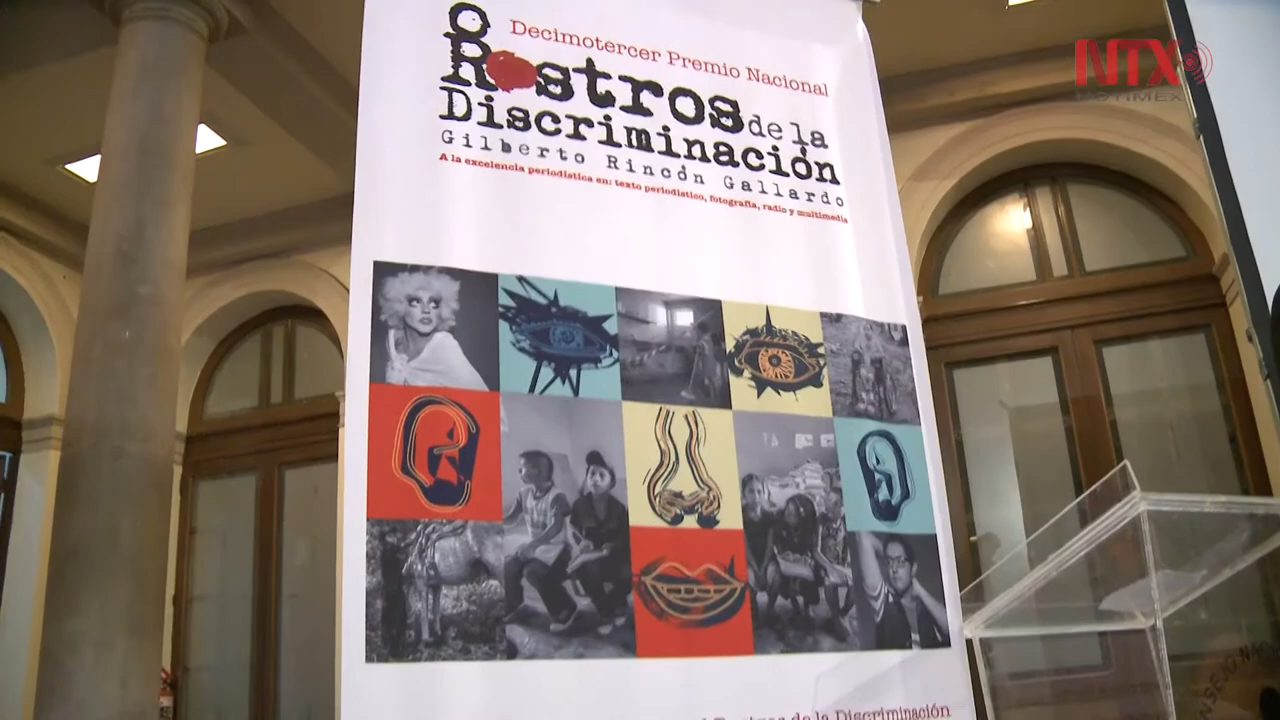 Decimotercer Premio Nacional
Rostros de la
Discriminación
Gilberto Rincón Gallardo
A la excelencia periodística en: texto periodístico, fotografía, radio y multimedia
de la Discriminación
NTX
NOTIMEX